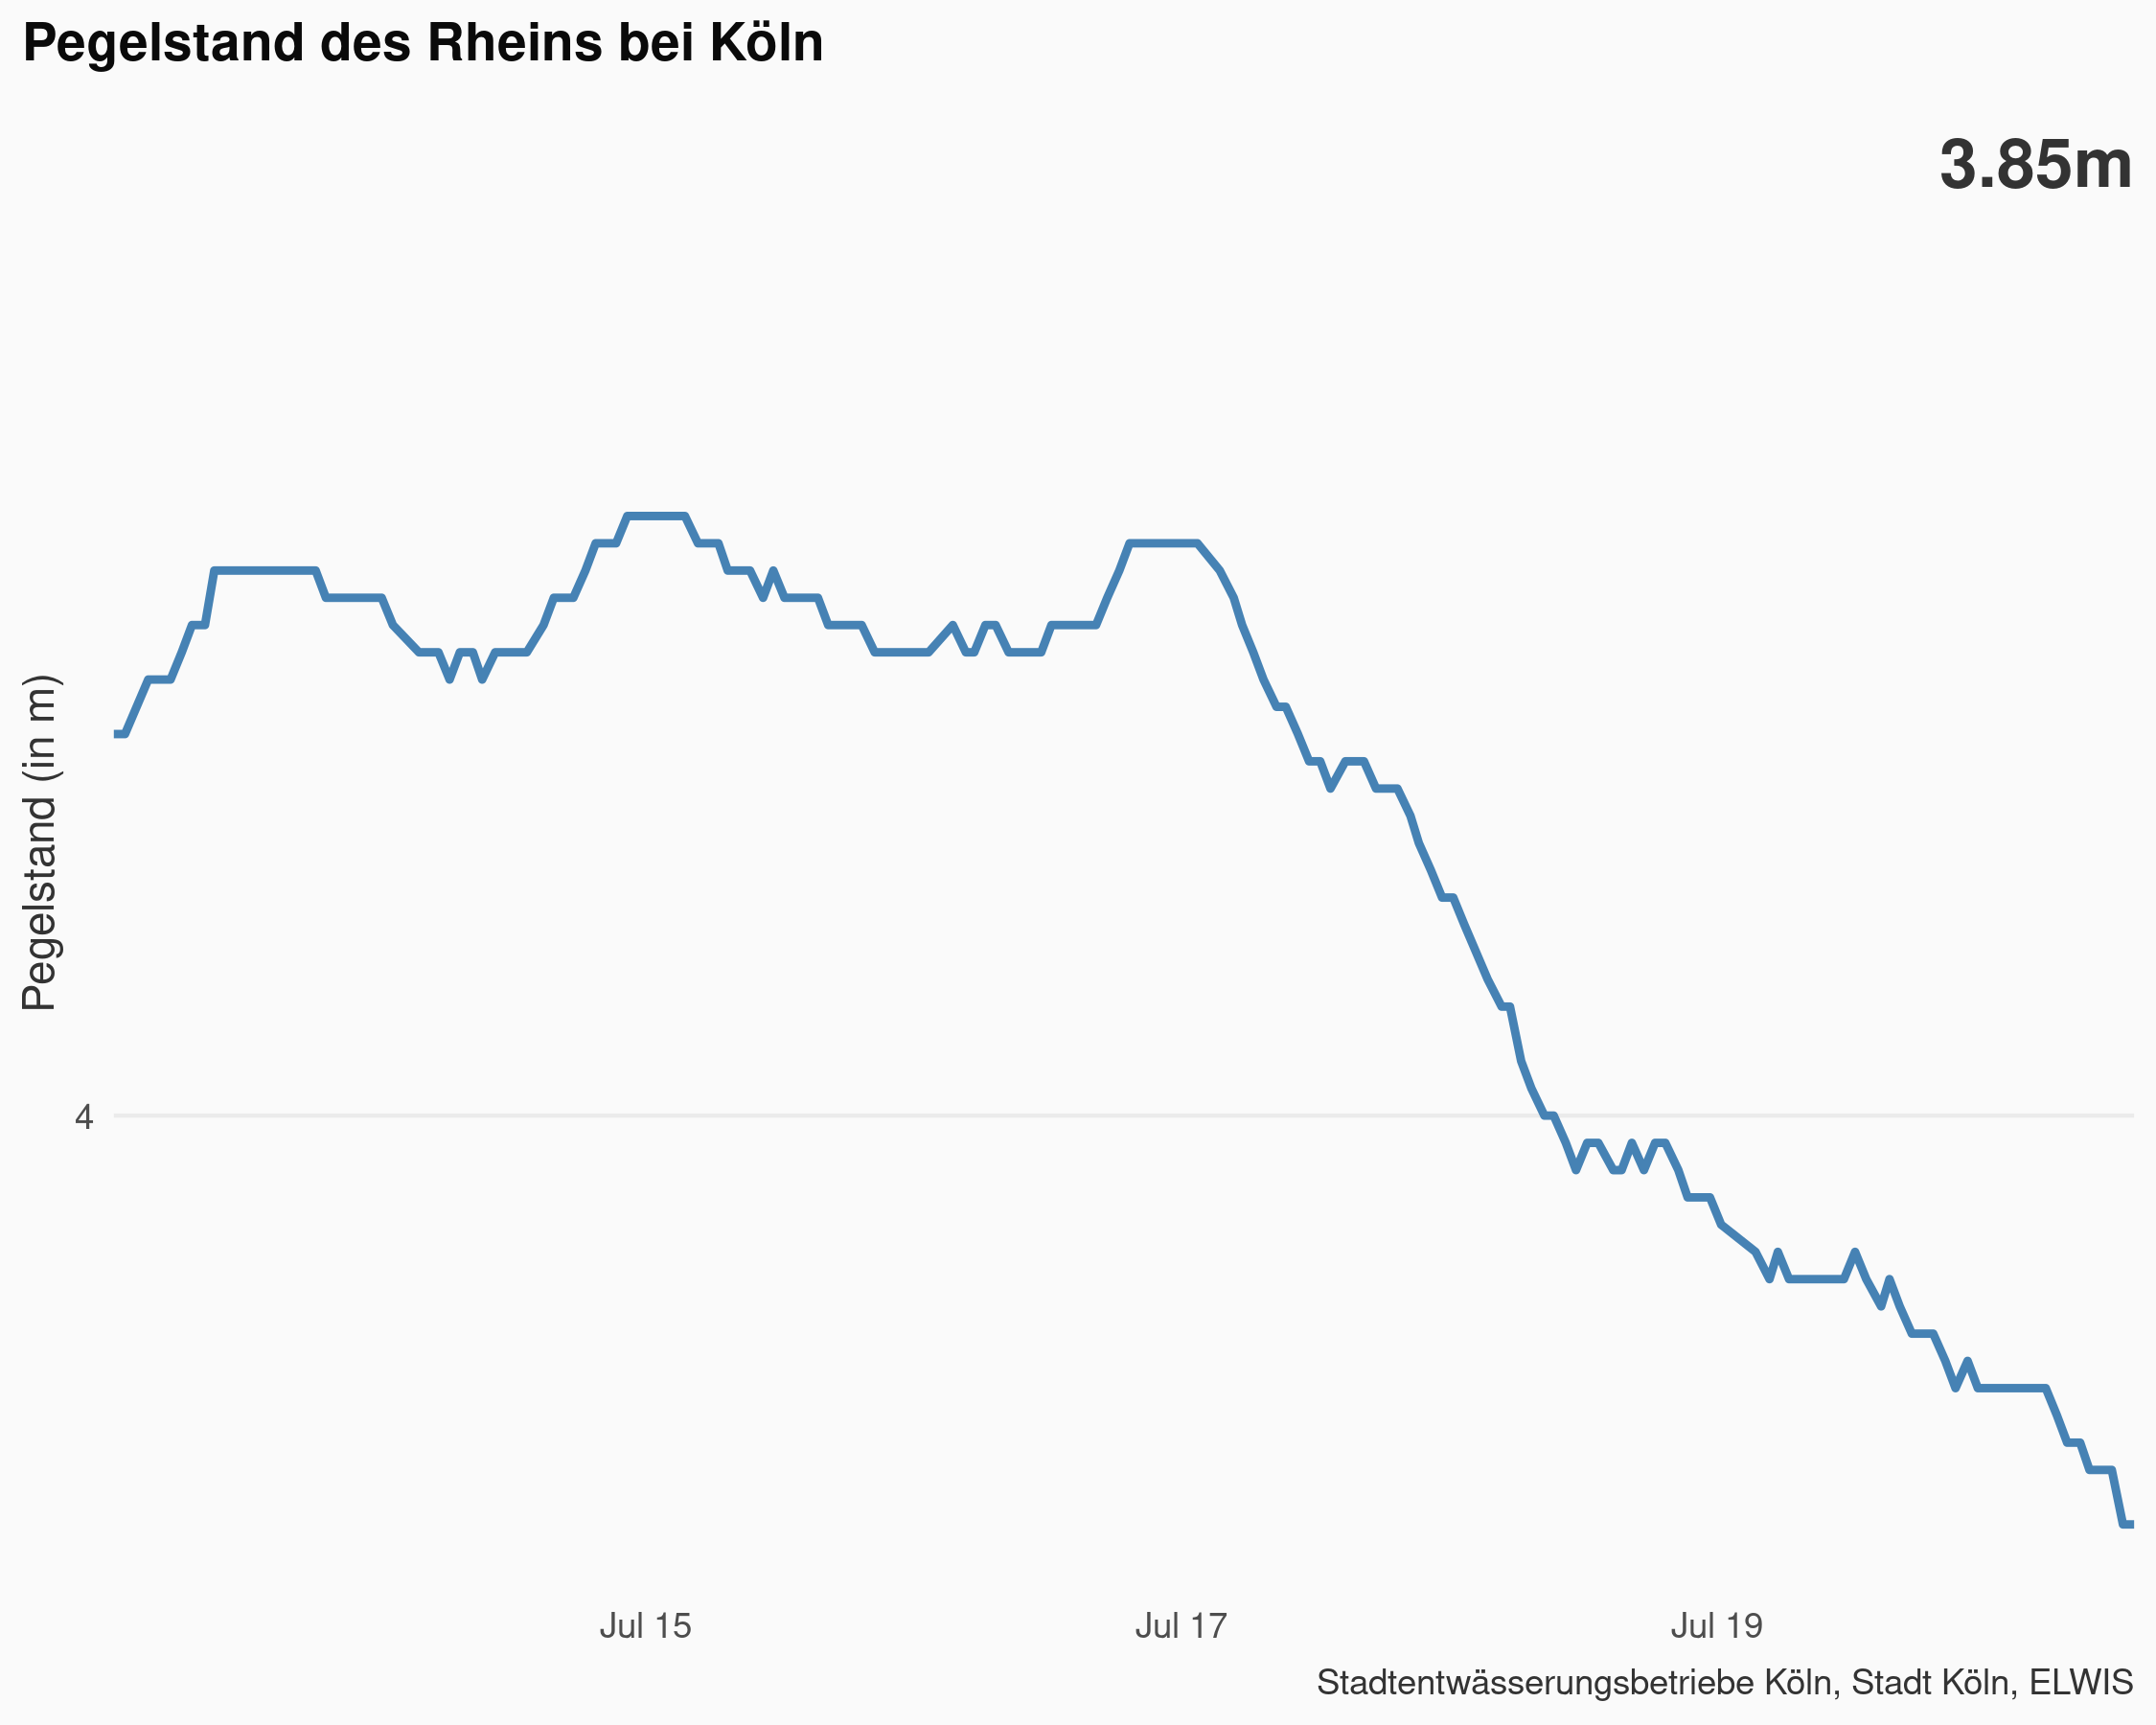 Pegelstand des Rheins bei Köln
3.85m
Pegelstand (in m)
4
Jul 15
Jul 17
Jul 19
Stadtentwässerungsbetriebe Köln, Stadt Köln, ELWIS